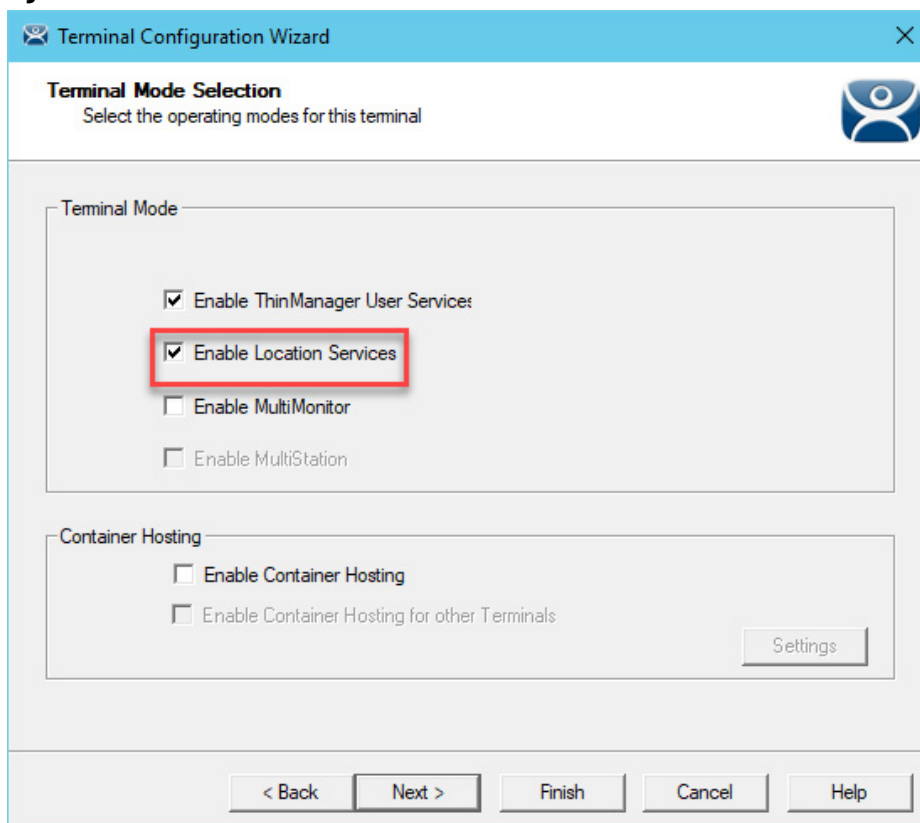 Terminal Configuration Wizard
Terminal Mode Selection
Select the operating modes for this terminal
Terminal Mode
Enable ThinManager User Services
Enable Location Services
Enable MultiMonitor
Enable MultiStation
Container Hosting
Enable Container Hosting
Enable Container Hosting for other Terminals
Settings
< Back Next > Finish Cancel Help